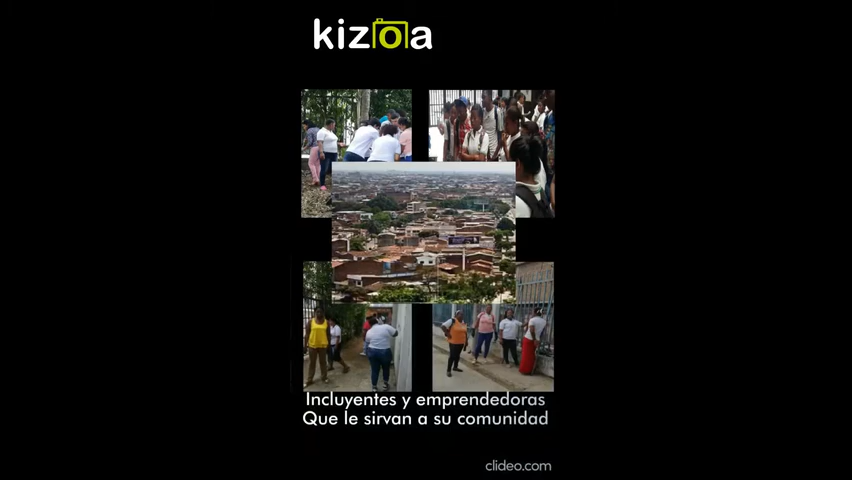 kizoa
Incluyentes y emprendedoras
Que le sirvan a su comunidad
clideo.com